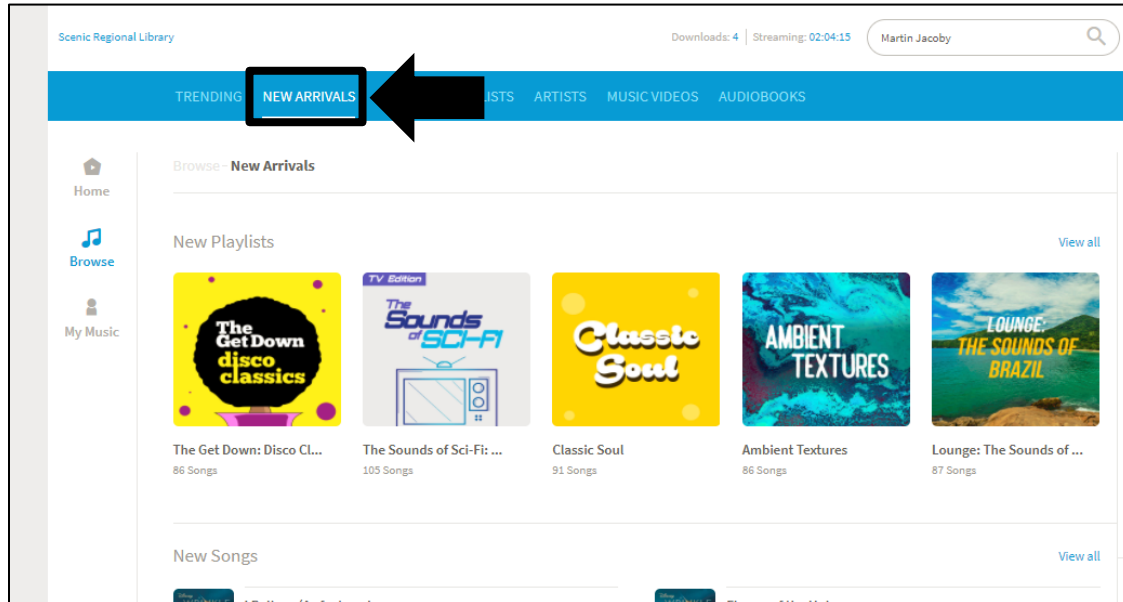 Scenic Regional Library
Downloads: 4 Streaming: 02:04:15 Martin Jacoby
TRENDING NEW ARRIVALS ARTISTS MUSIC VIDEOS AUDIOBOOKS
Home
Browse - New Arrivals
Browse
New Playlists View all
My Music
The Get Down disco classics
TV Edition
The Sounds of SCI-FI
Classic Soul
AMBIENT TEXTURES
LOUNGE: THE SOUNDS OF BRAZIL
The Get Down: Disco Cl... The Sounds of Sci-Fi: ... Classic Soul Ambient Textures Lounge: The Sounds of ...
86 Songs 105 Songs 91 Songs 86 Songs 87 Songs
New Songs View all